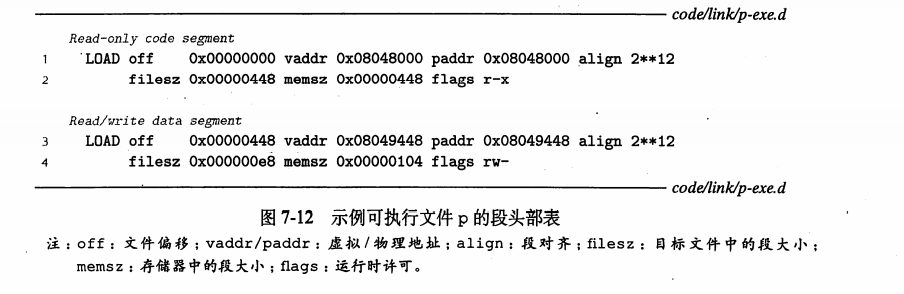 code/link/p-exe.d
Read-only code segment
1 LOAD off 0x00000000 vaddr 0x08048000 paddr 0x08048000 align 2**12
2 filesz 0x00000448 memsz 0x00000448 flags r-x
Read/write data segment
3 LOAD off 0x00000448 vaddr 0x08049448 paddr 0x08049448 align 2**12
4 filesz 0x000000e8 memsz 0x00000104 flags rw-
code/link/p-exe.d
图 7-12 示例可执行文件 p 的段头部表
注：off：文件偏移；vaddr/paddr：虚拟/物理地址；align：段对齐；filesz：目标文件中的段大小；
memsz：存储器中的段大小；flags：运行时许可。